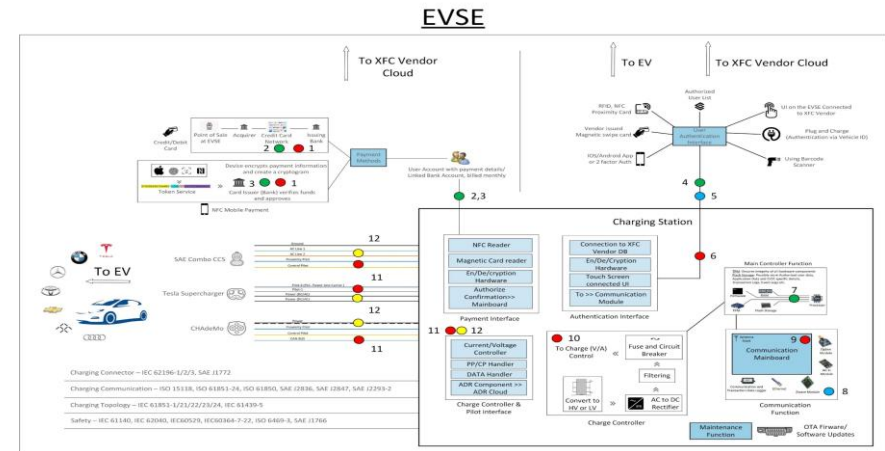 EVSE
To XFC Vendor
Cloud
To EV
To XFC Vendor Cloud
Credit/Debit
Card
Point of Sale
at EVSE
Acquirer
Credit Card
Network
Issuing
Bank
2
1
Payment
Methods
Device encrypts payment information
and create a cryptogram
Token Service
3
1
Card Issuer (Bank) verifies funds
and approves
NFC Mobile Payment
User Account with payment details/
Linked Bank Account, billed monthly
2,3
Authorized
User List
RFID, NFC
Proximity Card
Vendor issued
Magnetic swipe card
IOS/Android App
or 2 factor Auth
User
Authentication
Interface
UI on the EVSE Connected
to XFC Vendor
Plug and Charge
(Authentication via Vehicle ID)
Using Barcode
Scanner
4
5
6
Charging Station
NFC Reader
Magnetic Card reader
En/De/cryption
Hardware
Authorize
Confirmation>>
Mainboard
Payment Interface
Connection to XFC
Vendor DB
En/De/Cryption
Hardware
Touch Screen
connected UI
To >> Communication
Module
Authentication Interface
Main Controller Function
7
To EV
TESLA
SAE Combo CCS
12
Control Pilot
11
Tesla Supercharger
12
CHAdeMo
11
11
12
Current/Voltage
Controller
PP/CP Handler
DATA Handler
ADR Component >>
ADR Cloud
Charge Controller &
Pilot Interface
10
To Charge (V/A)
Control
Fuse and Circuit
Breaker
Filtering
Convert to
HV or LV
AC to DC
Rectifier
Charge Controller
9
Communication
Mainboard
8
Communication
Function
Maintenance
Function
OTA Firware/
Software Updates
Charging Connector – IEC 62196-1/2/3, SAE J1772
Charging Communication – ISO 15118, ISO 61851-24, ISO 61850, SAE J2836, SAE J2847, SAE J2293-2
Charging Topology – IEC 61851-1/21/22/23/24, IEC 61439-5
Safety – IEC 61140, IEC 62040, IEC60529, IEC60364-7-22, ISO 6469-3, SAE J1766